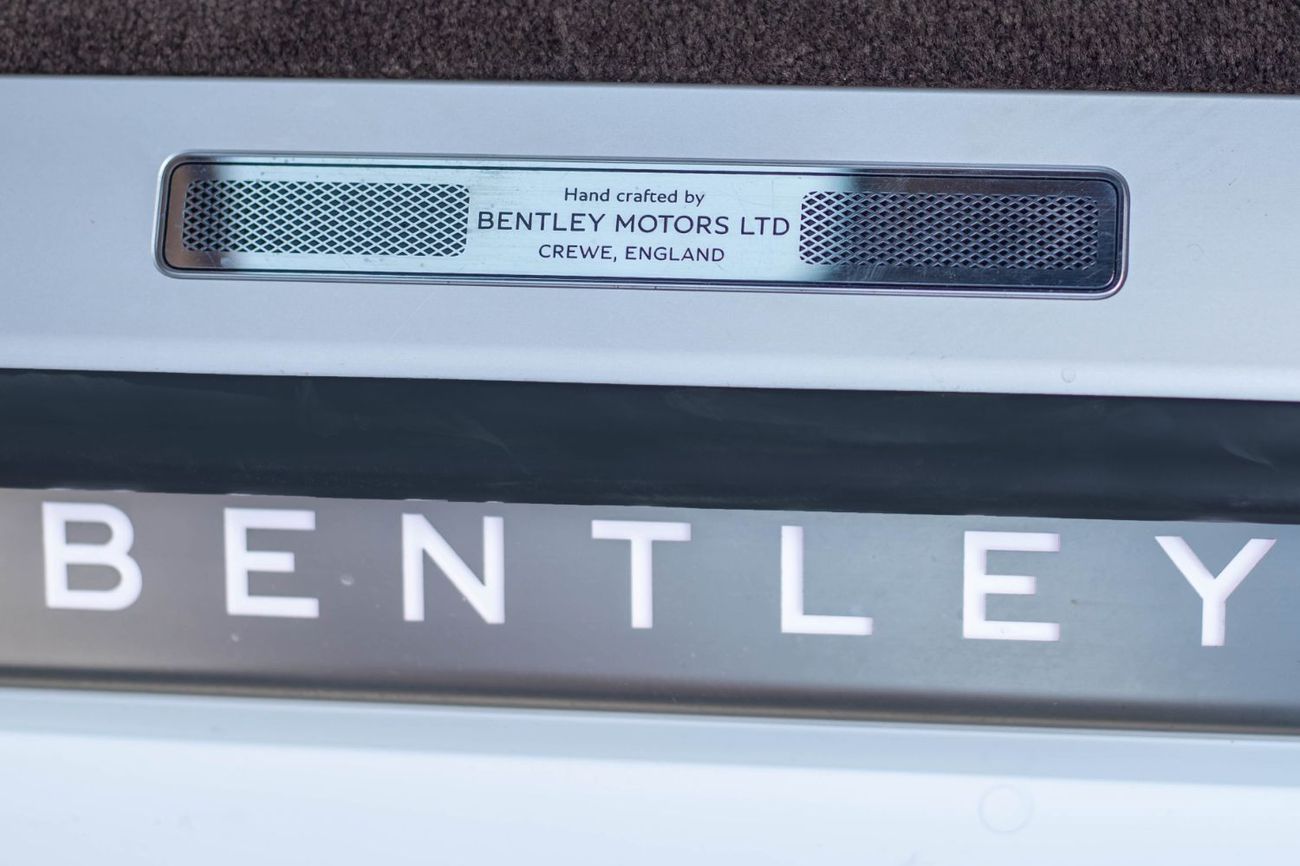 Hand crafted by
BENTLEY MOTORS LTD
CREWE, ENGLAND
BENTLEY